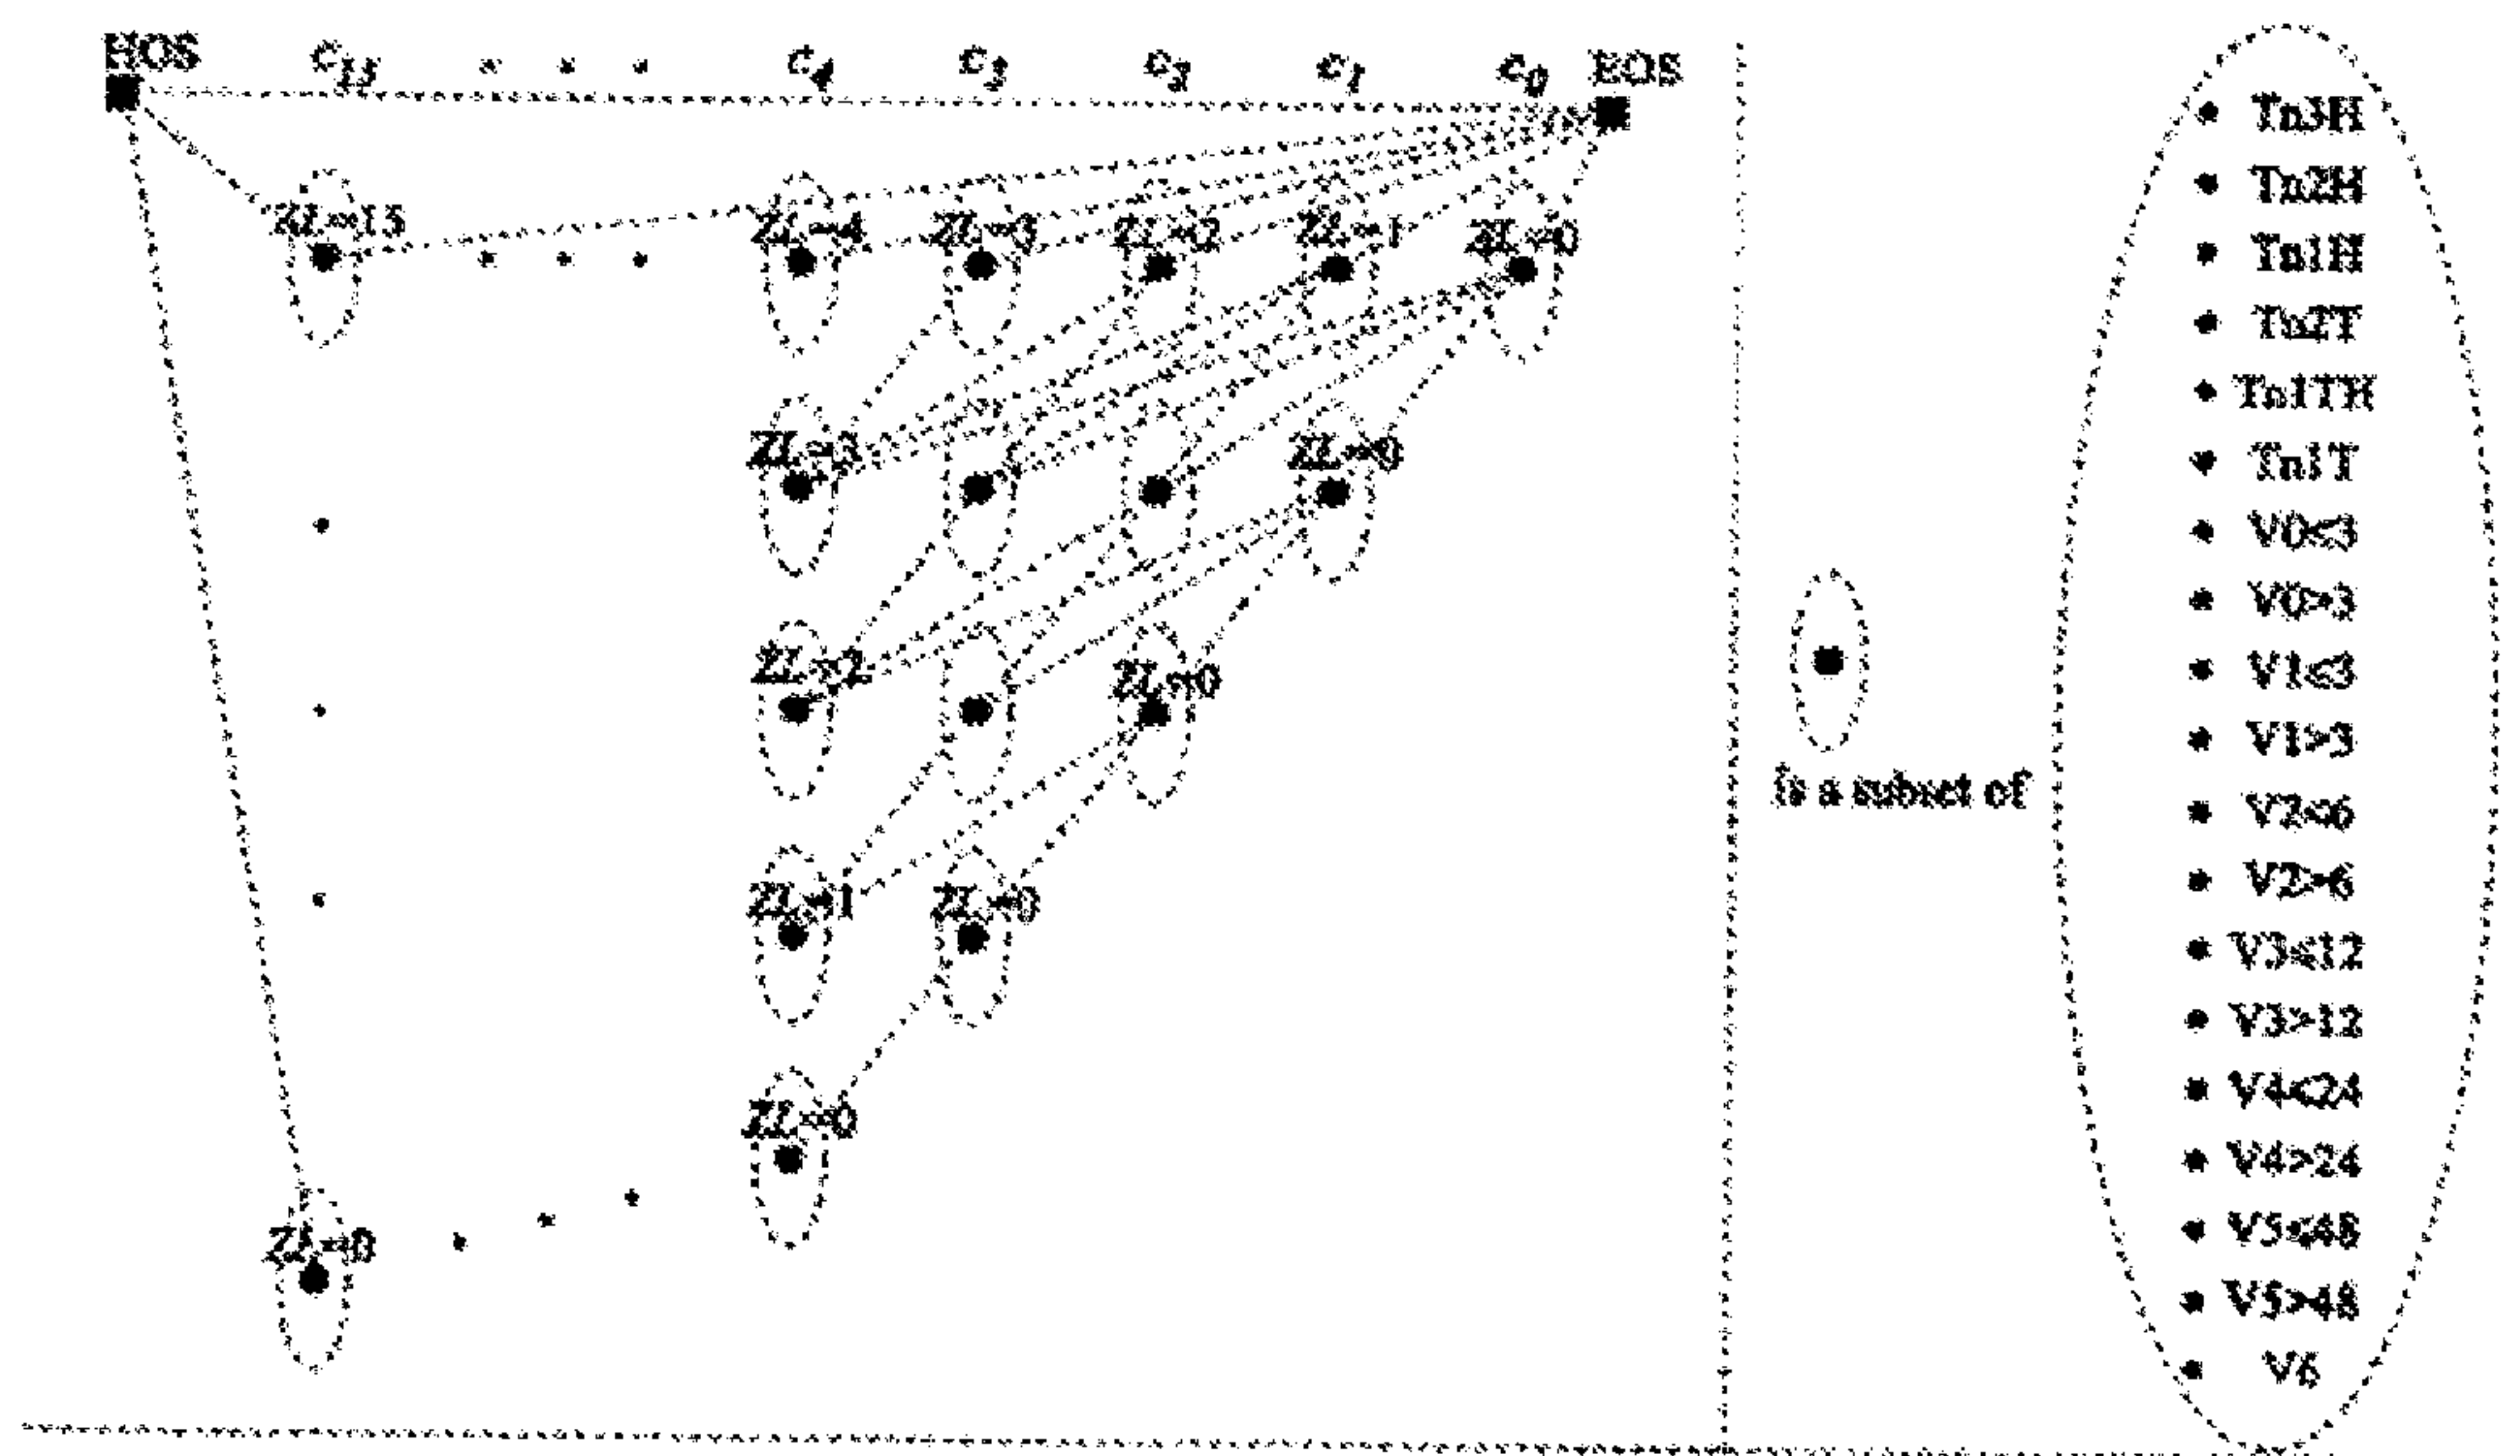 HOS C15 C4 C3 C2 C1 C0 EOS
ZL=15 ZL=4 ZL=3 ZL=2 ZL=1 ZL=0
ZL=3 ZL=0
ZL=2 ZL=0
ZL=1 ZL=0
ZL=0
ZL=0
is a subset of
Tn3H
Tn2H
Tn1H
TnTT
Tn1TH
Tn1T
V0<3
V0>3
V1<3
V1>3
V2<6
V2>6
V3≤12
V3>12
V4<24
V4>24
V5≤48
V5>48
V6